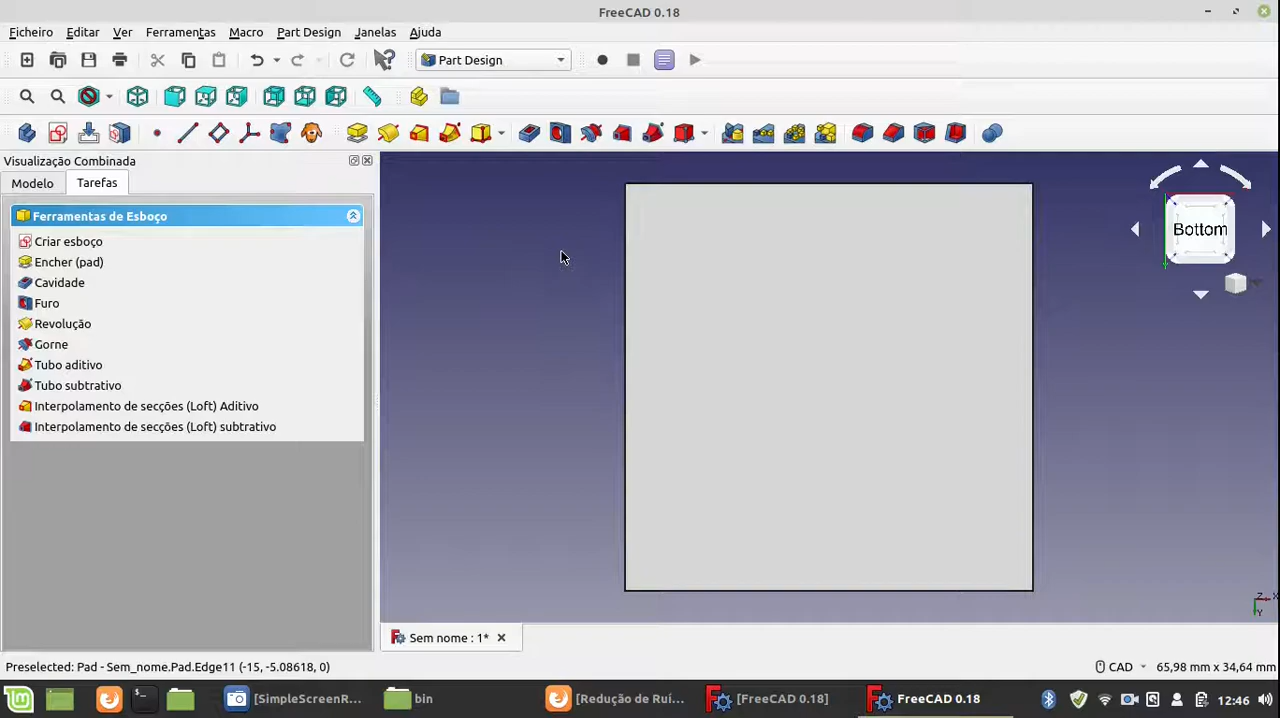 FreeCAD 0.18
Ficheiro Editar Ver Ferramentas Macro Part Design Janelas Ajuda
Part Design
Visualização Combinada
Modelo Tarefas
Ferramentas de Esboço
Criar esboço
Encher (pad)
Cavidade
Furo
Revolução
Gorne
Tubo aditivo
Tubo subtrativo
Interpolamento de secções (Loft) Aditivo
Interpolamento de secções (Loft) subtrativo
Bottom
Z X
Y
Sem nome : 1*
Preselected: Pad - Sem_nome.Pad.Edge11 (-15, -5.08618, 0)
CAD 65,98 mm x 34,64 mm
[SimpleScreenR... bin [Redução de Ruí... [FreeCAD 0.18] FreeCAD 0.18 12:46